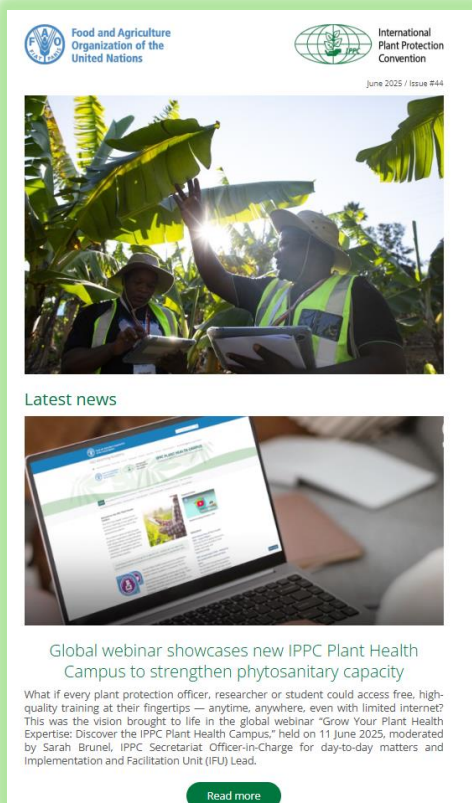 Food and Agriculture
Organization of the
United Nations
International
Plant Protection
Convention
June 2025 / Issue #44
Latest news
IPPC PLANT HEALTH CAMPUS
Global webinar showcases new IPPC Plant Health
Campus to strengthen phytosanitary capacity
What if every plant protection officer, researcher or student could access free, high-
quality training at their fingertips — anytime, anywhere, even with limited internet?
This was the vision brought to life in the global webinar “Grow Your Plant Health
Expertise: Discover the IPPC Plant Health Campus,” held on 11 June 2025, moderated
by Sarah Brunel, IPPC Secretariat Officer-in-Charge for day-to-day matters and
Implementation and Facilitation Unit (IFU) Lead.
Read more